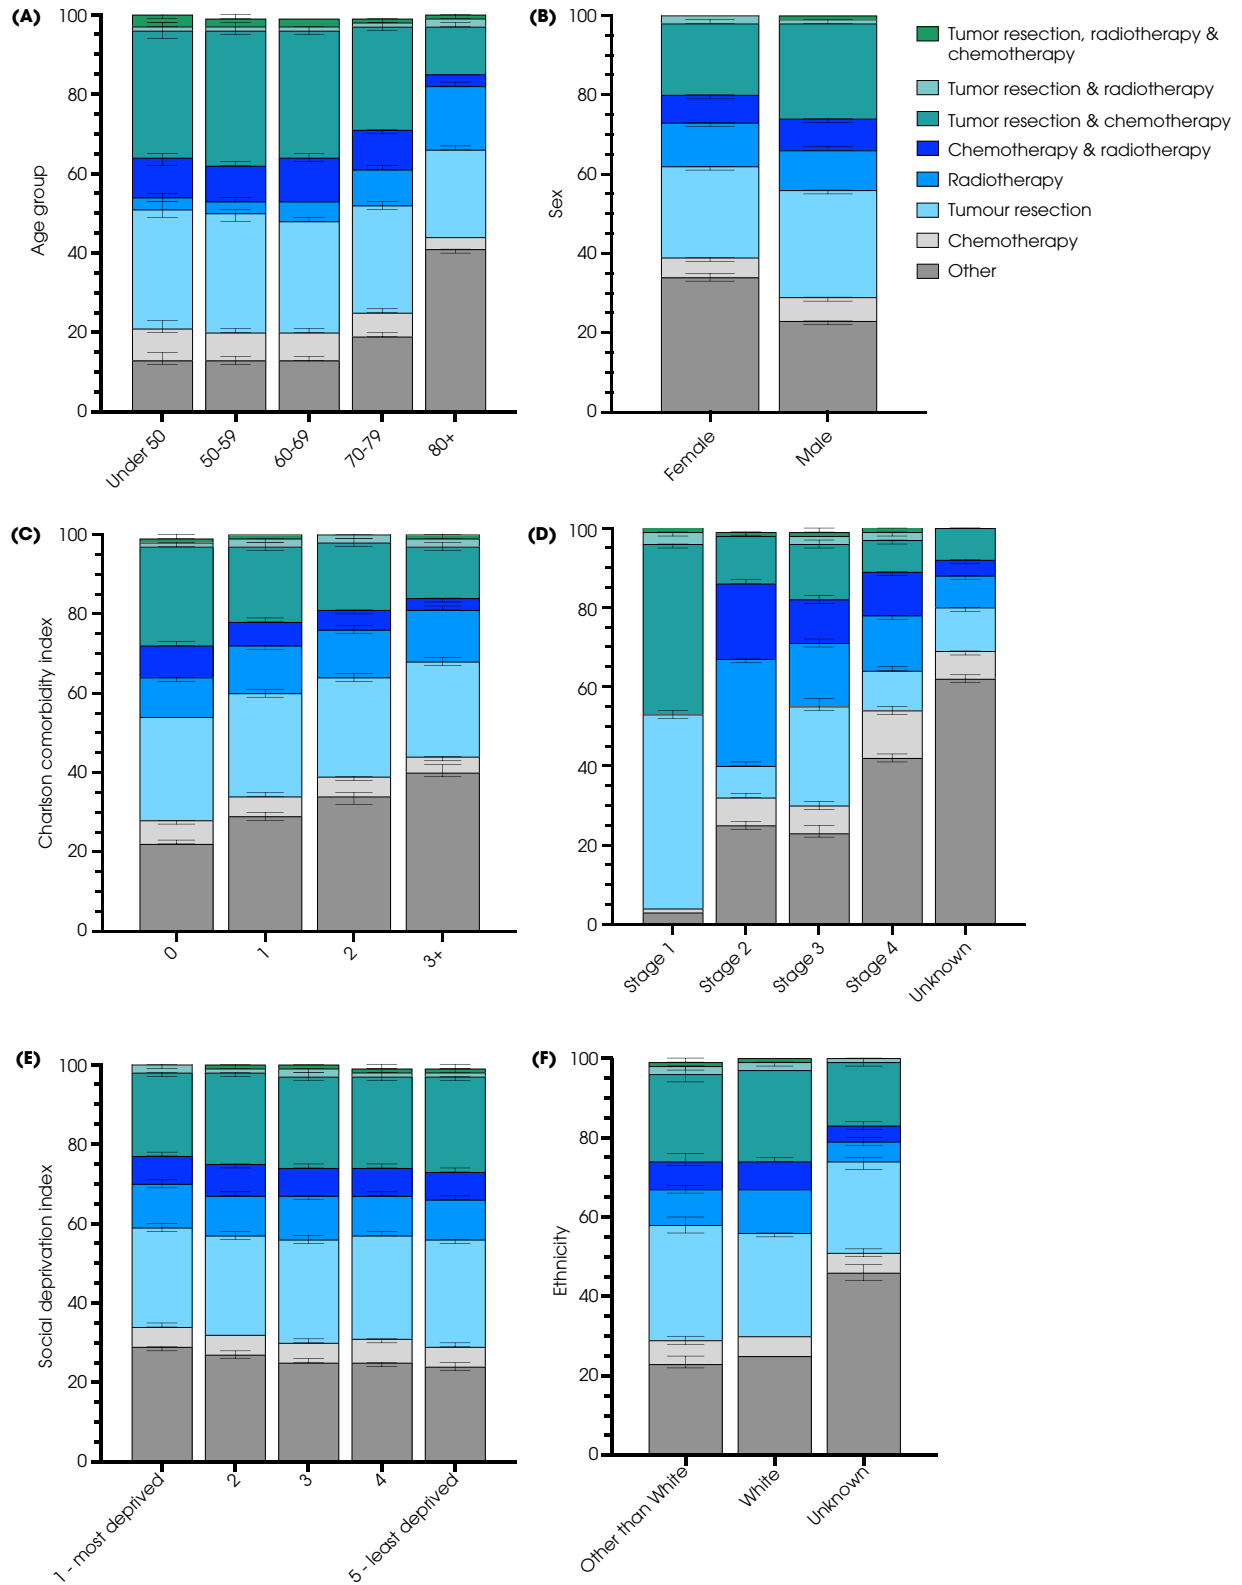 (A)
Age group
100
80
60
40
20
0
Under 50
50-59
60-69
70-79
80+
(B)
Sex
100
80
60
40
20
0
Female
Male
Tumor resection, radiotherapy &
chemotherapy
Tumor resection & radiotherapy
Tumor resection & chemotherapy
Chemotherapy & radiotherapy
Radiotherapy
Tumour resection
Chemotherapy
Other
(C)
Charlson comorbidity index
100
80
60
40
20
0
0
1
2
3+
(D)
100
80
60
40
20
0
Stage 1
Stage 2
Stage 3
Stage 4
Unknown
(E)
Social deprivation index
100
80
60
40
20
0
1 - most deprived
2
3
4
5 - least deprived
(F)
Ethnicity
100
80
60
40
20
0
Other than White
White
Unknown